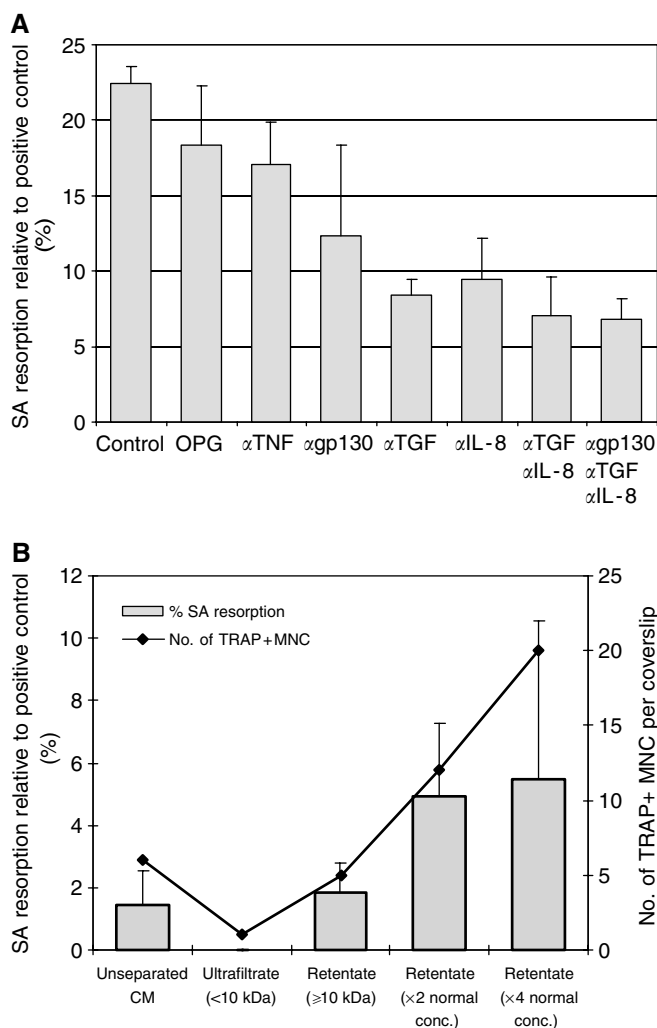 A
SA resorption relative to positive control
(%)
25
20
15
10
5
0
Control
OPG
αTNF
αgp130
αTGF
αIL-8
αTGF
αIL-8
αgp130
αTGF
αIL-8
B
SA resorption relative to positive control
(%)
12
10
8
6
4
2
0
% SA resorption
No. of TRAP+MNC
25
20
15
10
5
0
No. of TRAP+ MNC per coverslip
Unseparated
CM
Ultrafiltrate
(<10 kDa)
Retentate
(≥10 kDa)
Retentate
(×2 normal
conc.)
Retentate
(×4 normal
conc.)